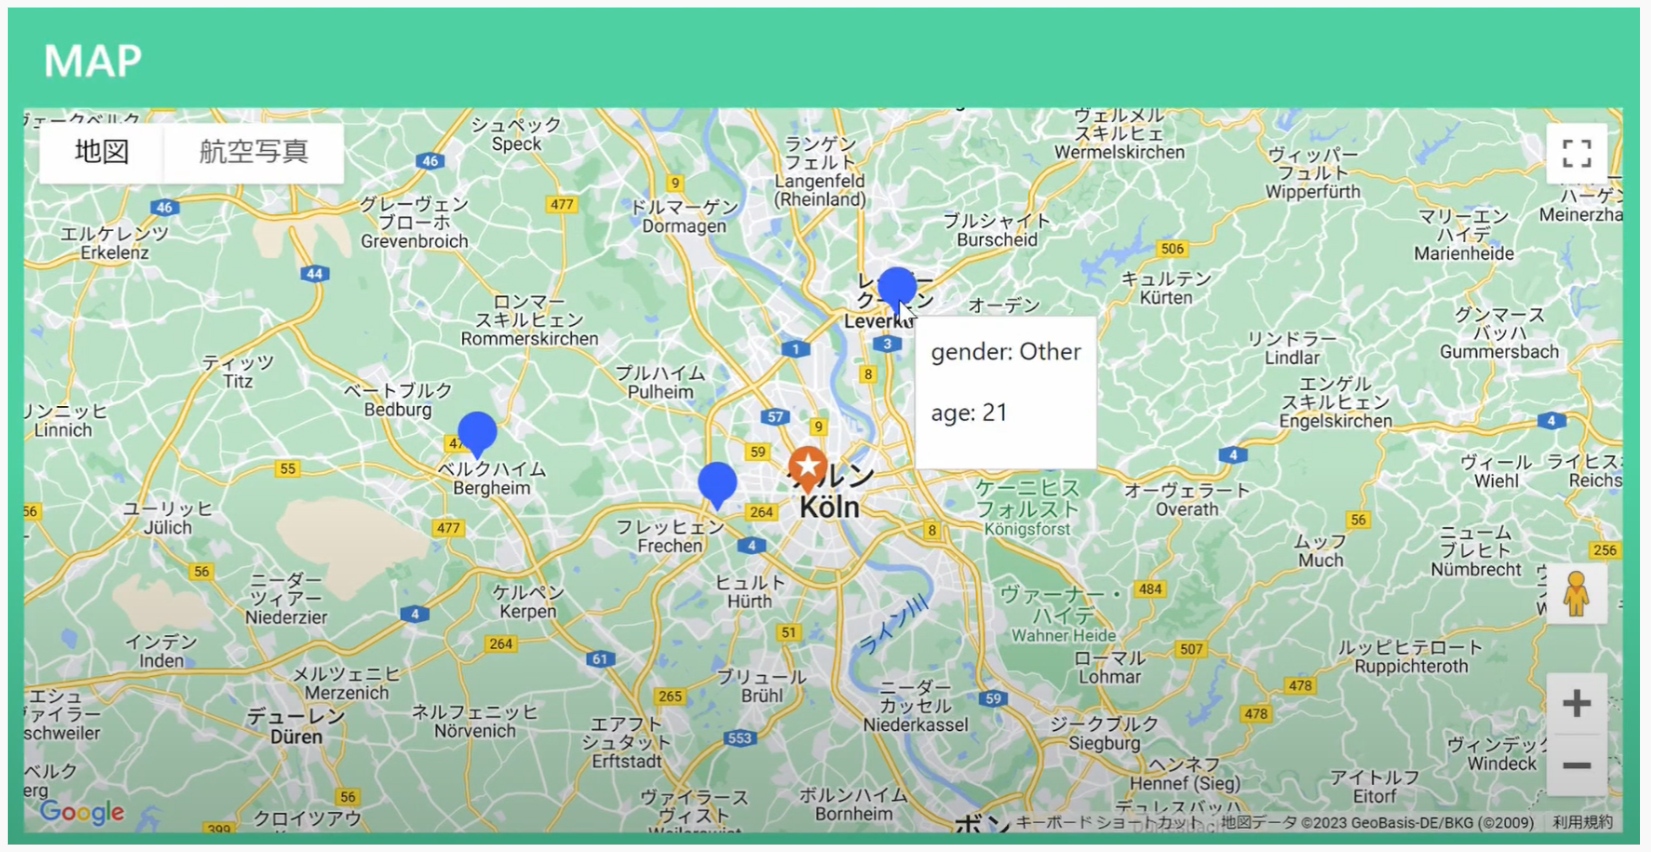 MAP
地図
航空写真
シュペック
Speck
46
9
477
46
エルケレンツ
Erkelenz
グレーヴェン
ブローホ
Grevenbroich
ドルマーゲン
Dormagen
ランゲン
フェルト
Langenfeld
(Rheinland)
ヴェルメル
スキルヒェ
Wermelskirchen
ヴィッパー
フュルト
Wipperfürth
ハーゲン
Meinerzha
ブルシャイト
Burscheid
マリーエン
ハイデ
Marienheide
506
44
キュルテン
Kürten
ロンマー
スキルヒェン
Rommerskirchen
オーデン
gender: Other
age: 21
1
3
8
グンマース
バッハ
Gummersbach
リンドラー
Lindlar
ティッツ
Titz
ベートブルク
Bedburg
プルハイム
Pulheim
エンゲル
スキルヒェン
Engelskirchen
リンニッヒ
Linnich
57
9
59
4
4
55
ベルクハイム
Bergheim
Köln
ケーニヒス
フォルスト
Königsforst
オーヴェラート
Overath
ヴィール
Wiehl
ライヒス
Reichs
56
ユーリッヒ
Jülich
477
フレッヒェン
Frechen
264
4
8
56
ムッフ
Much
ニューム
ブレヒト
Nümbrecht
256
56
ニーダー
ツィアー
Niederzier
ケルペン
Kerpen
ヒュルト
Hürth
ヴァーナー・
ハイデ
Wahner Heide
484
4
ライン川
インデン
Inden
264
61
51
507
ローマル
Lohmar
ルッピヒテロート
Ruppichteroth
メルツェニヒ
Merzenich
265
ブリュール
Brühl
ニーダー
カッセル
Niederkassel
59
478
478
エシュ
ヴァイラー
schweiler
デューレン
Düren
ネルフェニッヒ
Nörvenich
エアフト
シュタット
Erftstadt
553
ジークブルク
Siegburg
ヘンネフ
Hennef (Sieg)
ヴィンデック
Windeck
アイトルフ
Eitorf
56
399
クロイツアウ
ヴァイラース
ヴィスト
ボルンハイム
Bornheim
ボン
Google
キーボード ショートカット
地図データ ©2023 GeoBasis-DE/BKG (©2009)
利用規約